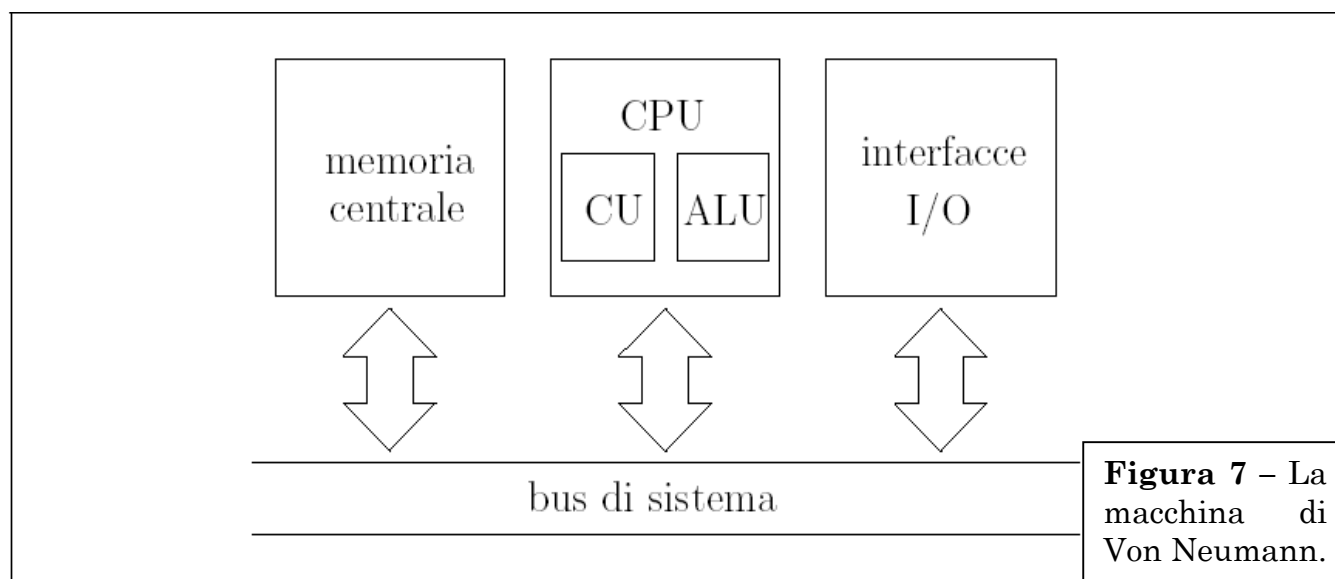 memoria
centrale
CPU
CU
ALU
interfacce
I/O
bus di sistema
Figura 7 – La
macchina di
Von Neumann.